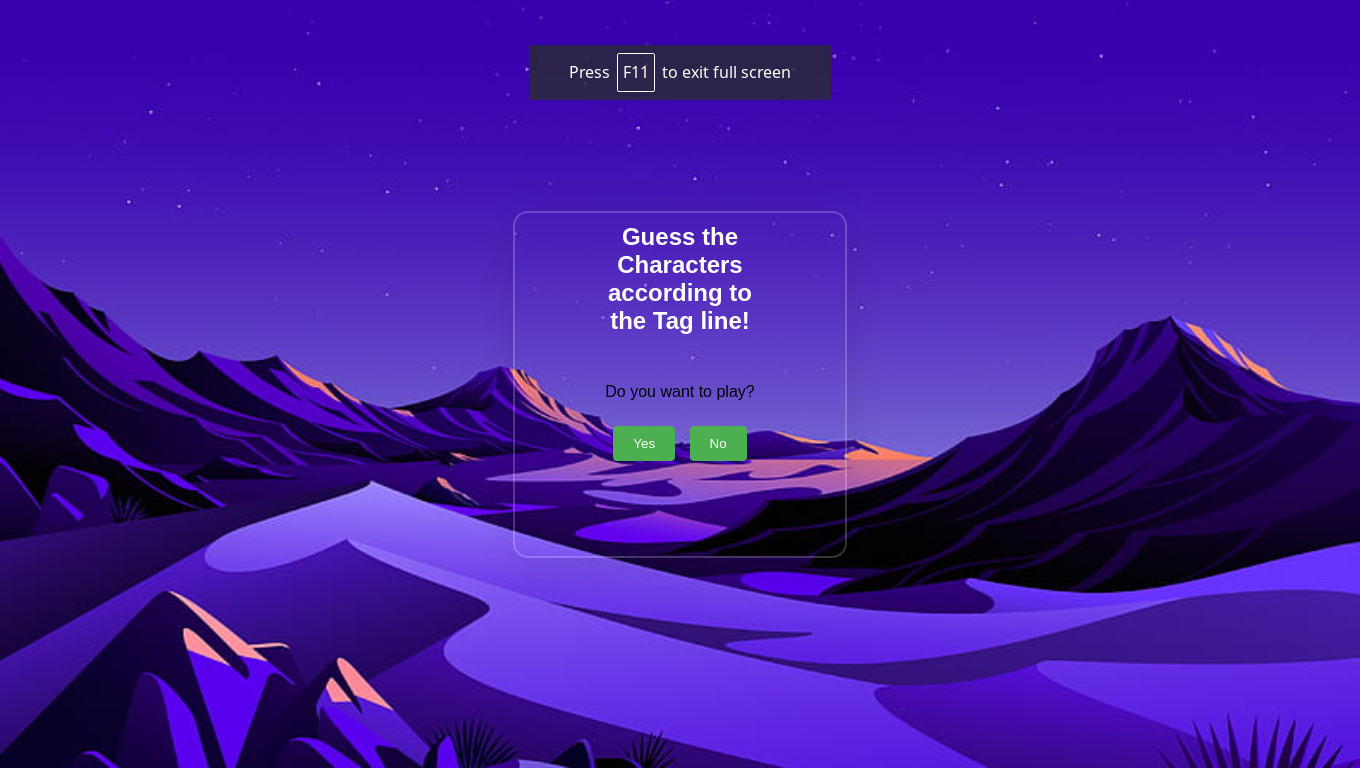 Press F11 to exit full screen
Guess the
Characters
according to
the Tag line!
Do you want to play?
Yes No